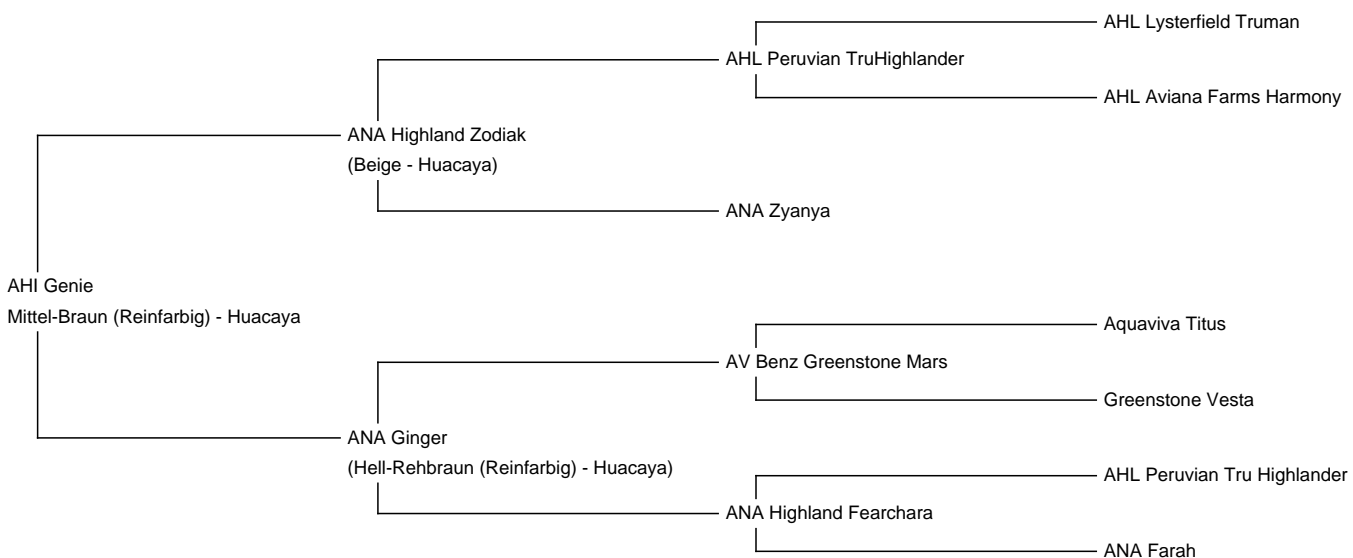 AHL Lysterfield Truman
AHL Peruvian TruHighlander
AHL Aviana Farms Harmony
ANA Highland Zodiak
(Beige - Huacaya)
ANA Zyanya
AHI Genie
Mittel-Braun (Reinfarbig) - Huacaya
Aquaviva Titus
AV Benz Greenstone Mars
Greenstone Vesta
ANA Ginger
(Hell-Rehbraun (Reinfarbig) - Huacaya)
AHL Peruvian Tru Highlander
ANA Highland Fearchara
ANA Farah